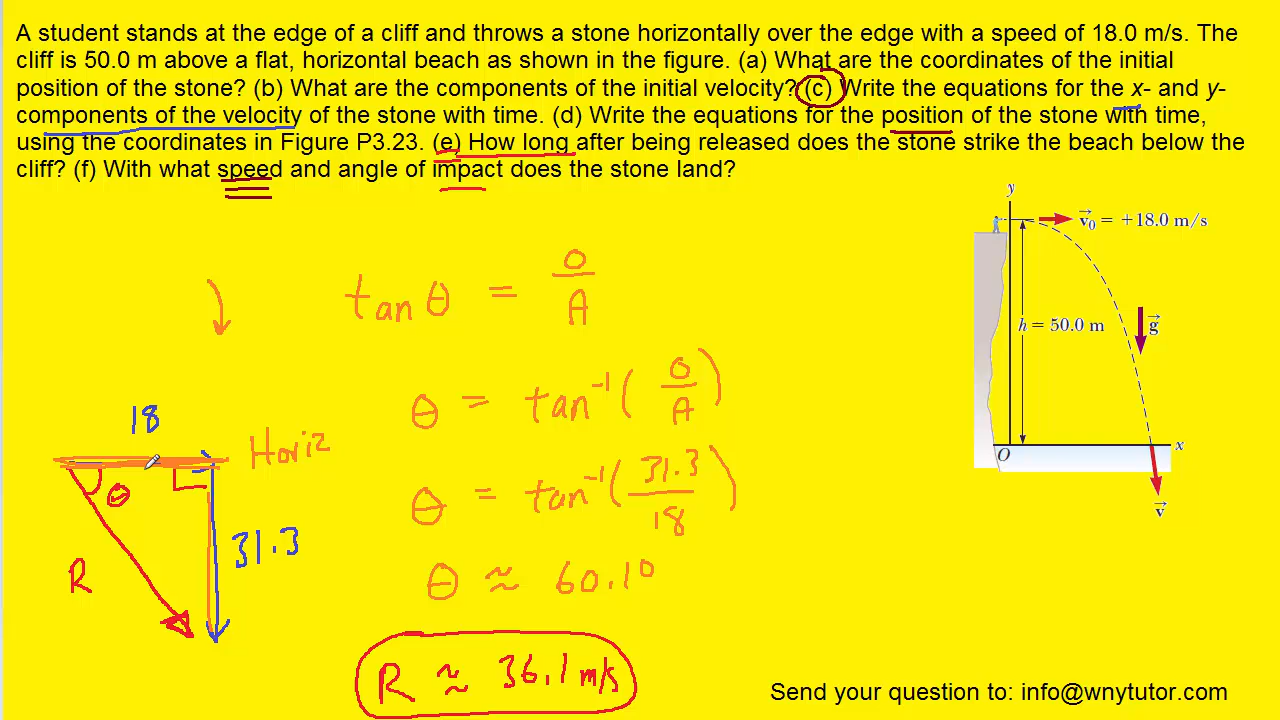 A student stands at the edge of a cliff and throws a stone horizontally over the edge with a speed of 18.0 m/s. The
cliff is 50.0 m above a flat, horizontal beach as shown in the figure. (a) What are the coordinates of the initial
position of the stone? (b) What are the components of the initial velocity? (c) Write the equations for the x- and y-
components of the velocity of the stone with time. (d) Write the equations for the position of the stone with time,
using the coordinates in Figure P3.23. (e) How long after being released does the stone strike the beach below the
cliff? (f) With what speed and angle of impact does the stone land?
y
v⃗₀ = +18.0 m/s
h = 50.0 m
g⃗
x
O
v⃗
tan θ = O/A
θ = tan⁻¹(O/A)
18
Horiz
θ
θ = tan⁻¹(31.3/18)
31.3
R
θ ≈ 60.1°
R ≈ 36.1 m/s
Send your question to: info@wnytutor.com